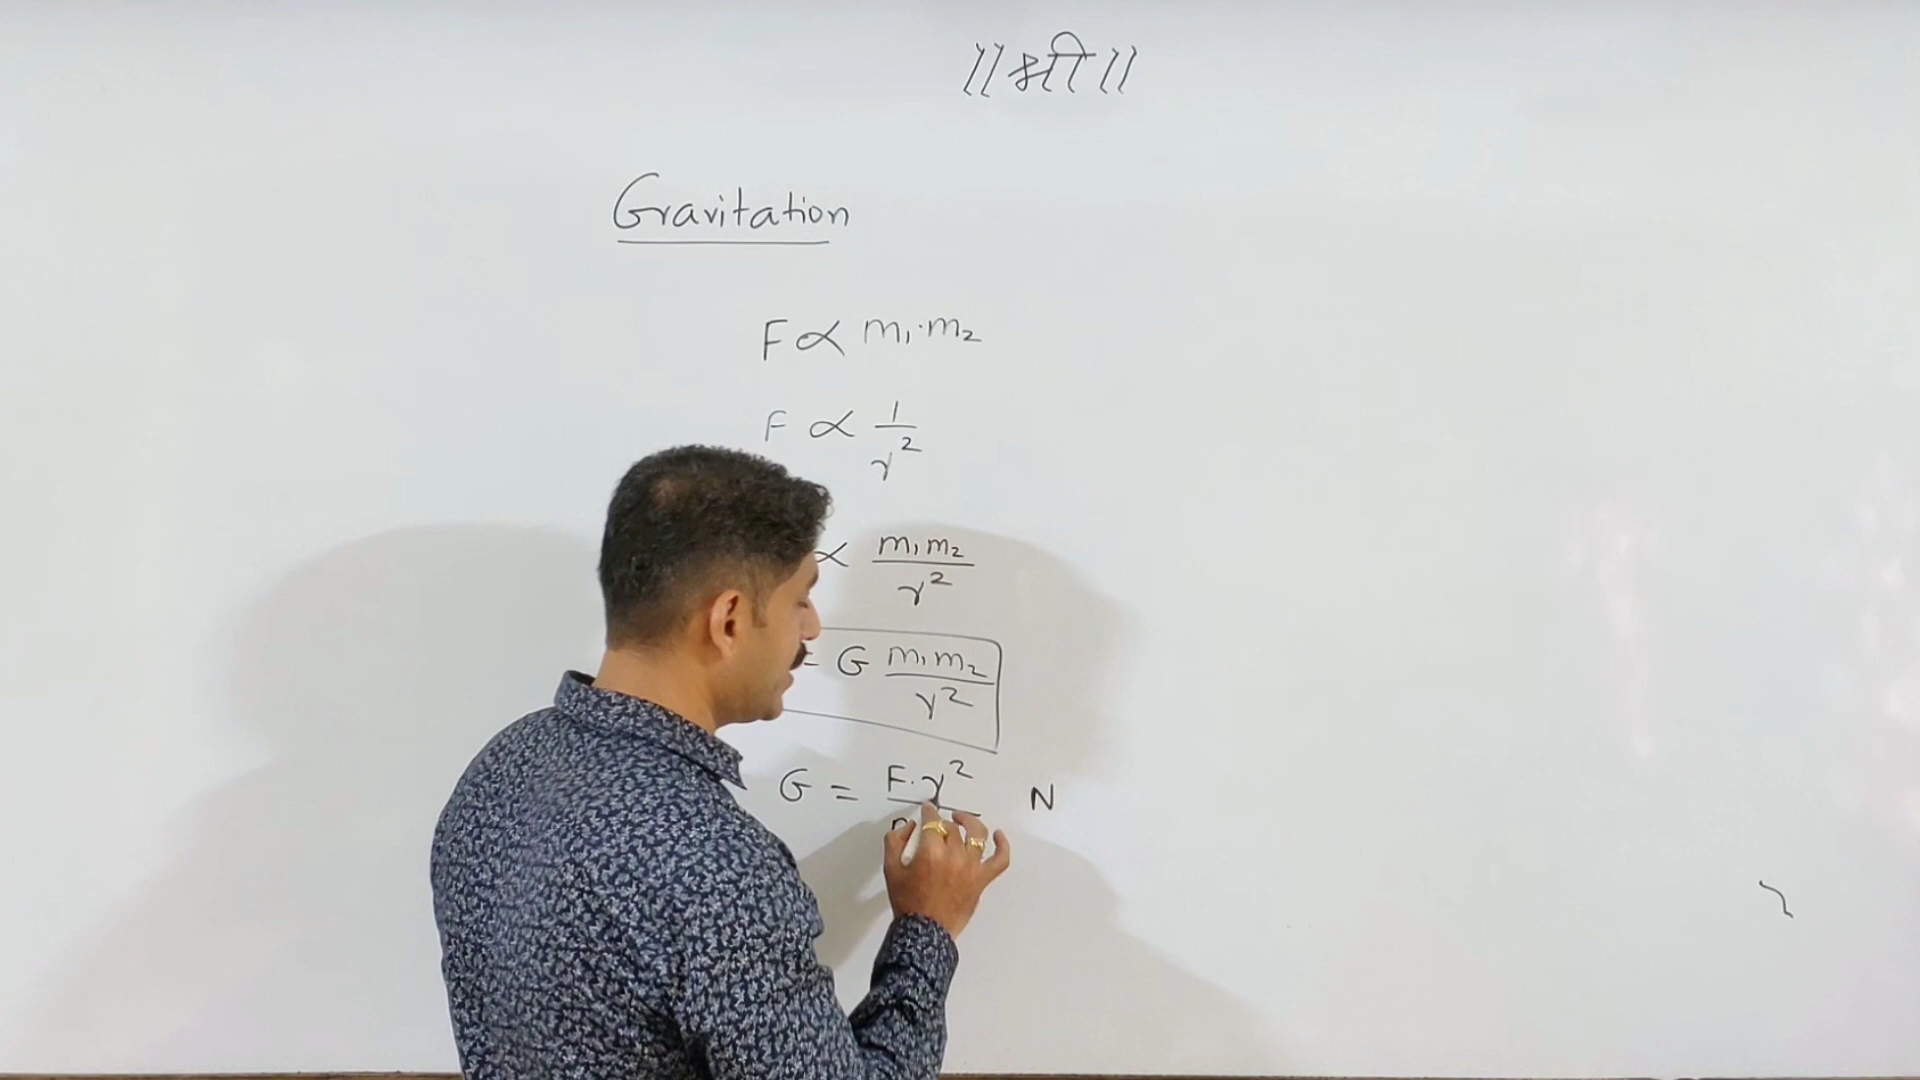 ॥श्री॥
Gravitation
F ∝ m₁·m₂
F ∝ 1/r²
∝ m₁m₂/r²
= G m₁m₂/r²
G = F·r²/ N